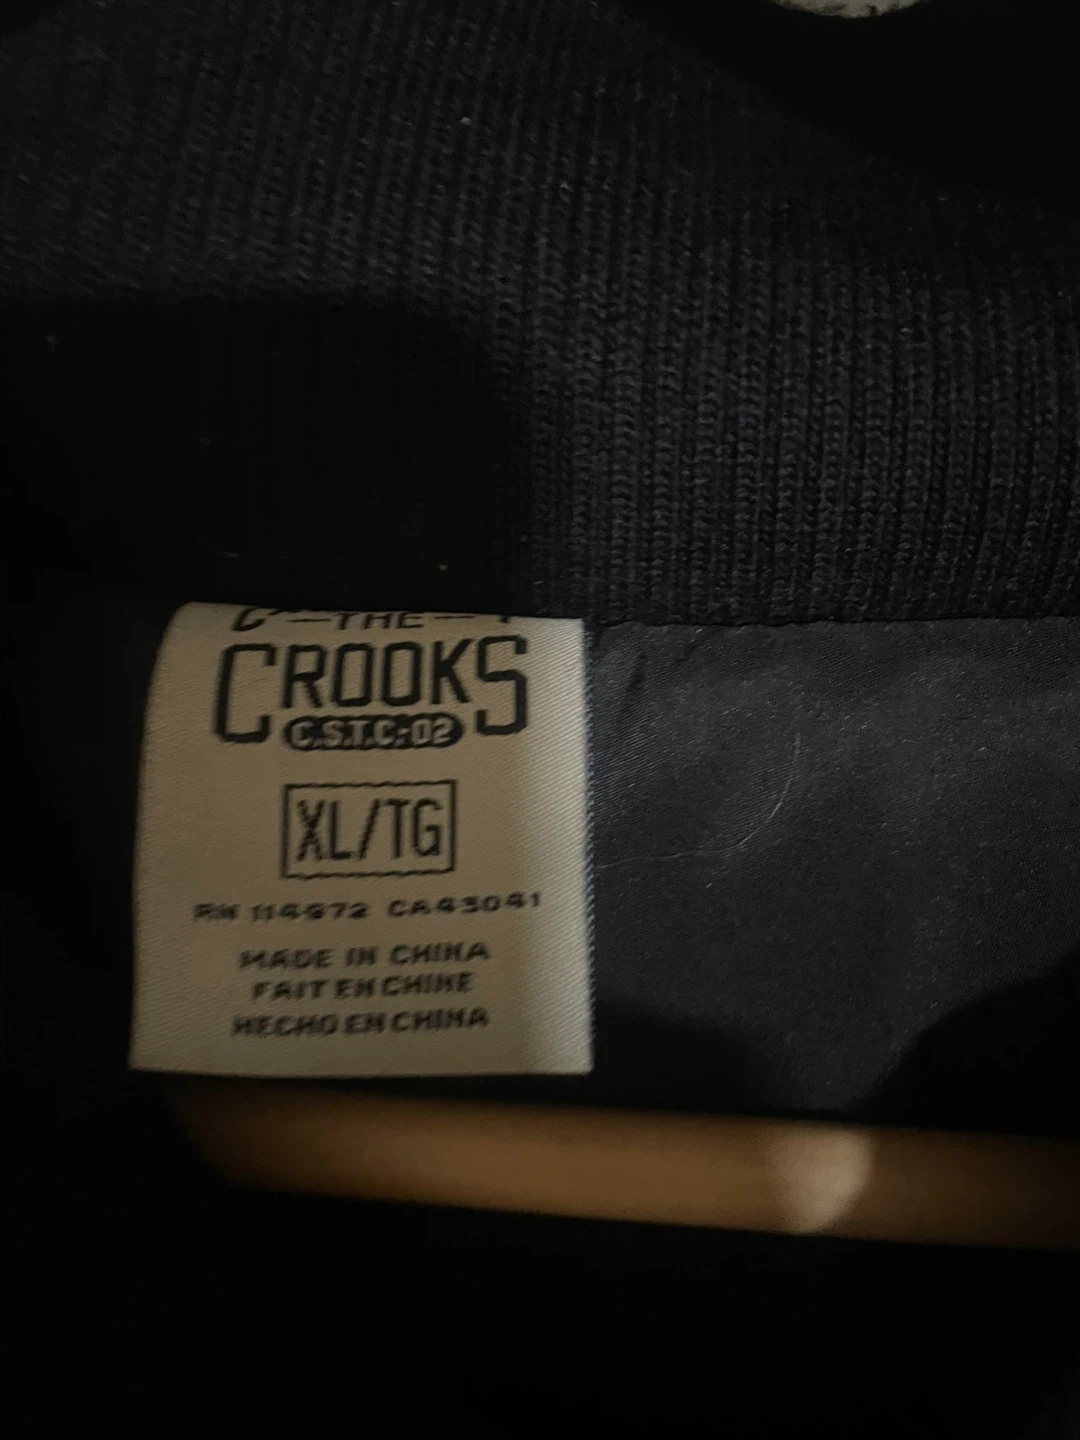 THE
CROOKS
C.S.T.C:02
XL/TG
RN 114972 CA43041
MADE IN CHINA
FAIT EN CHINE
HECHO EN CHINA